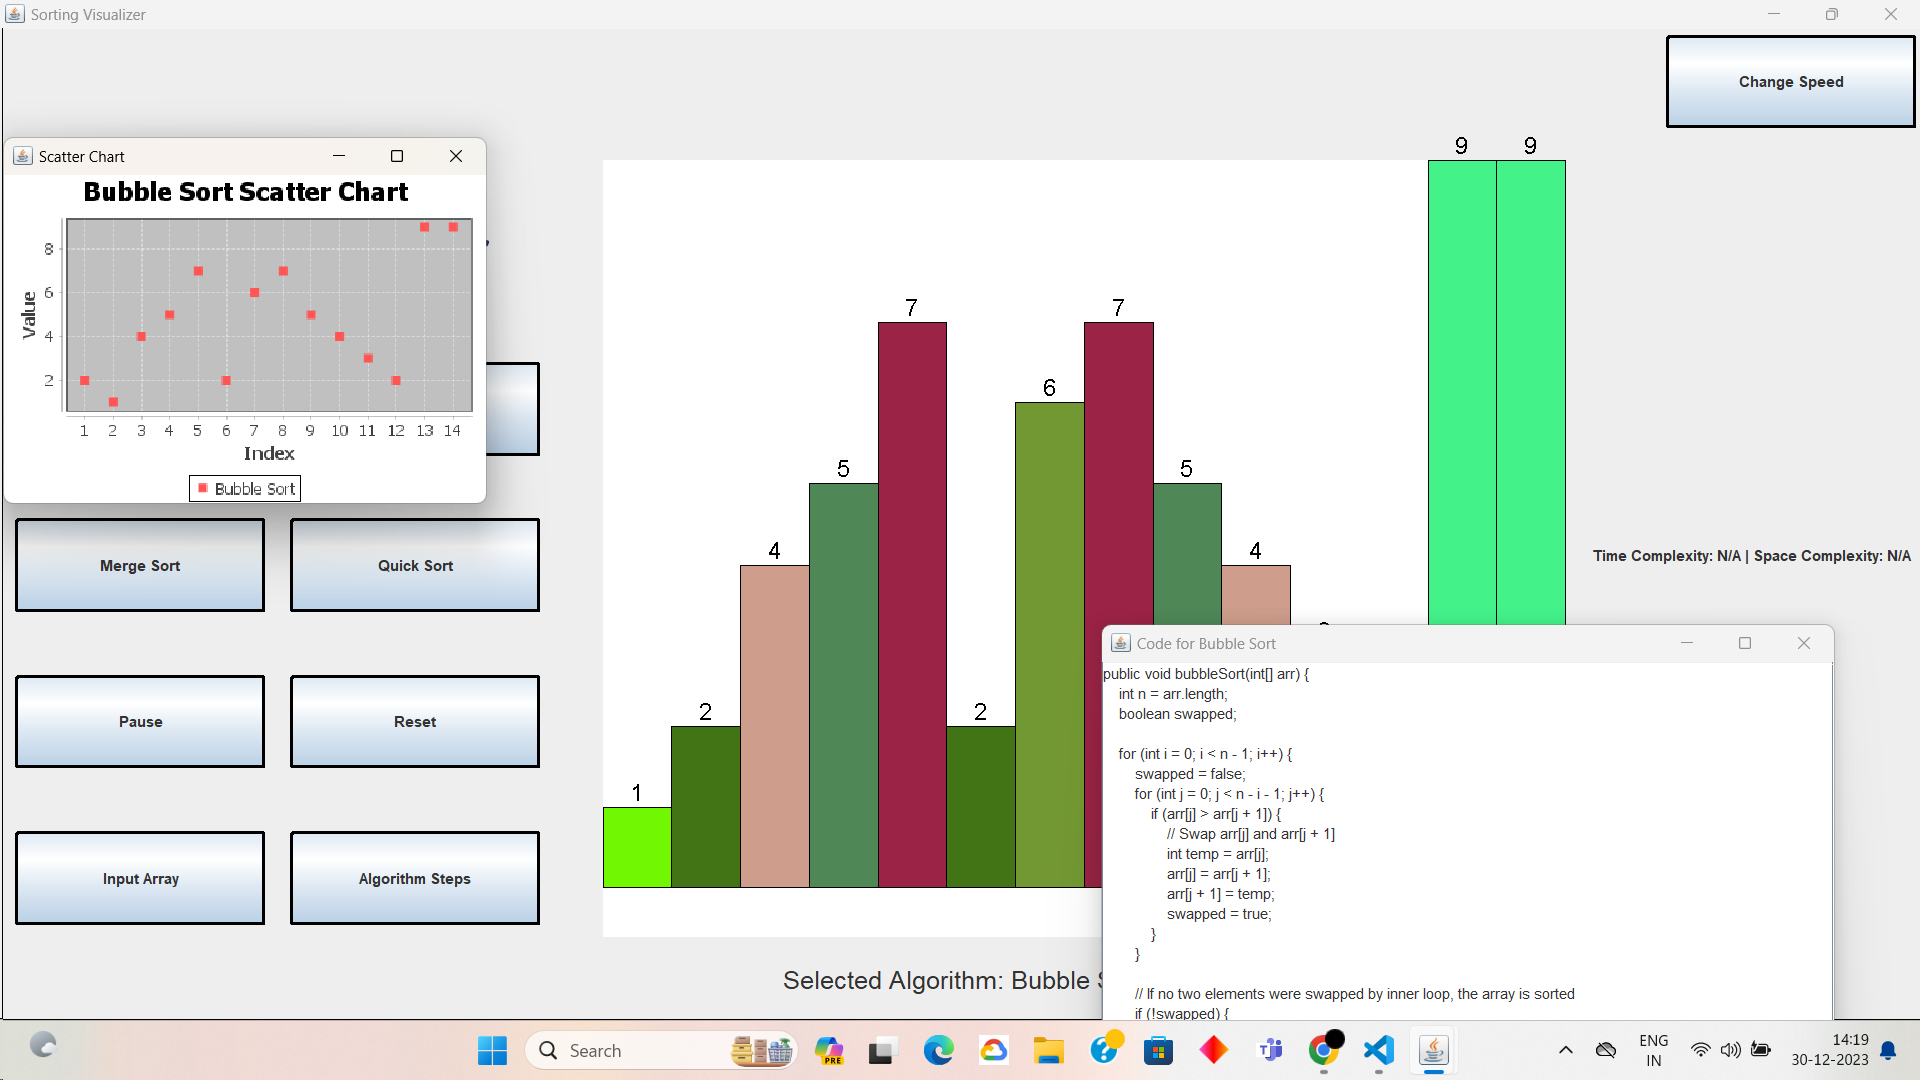 Sorting Visualizer
Change Speed
Scatter Chart
Bubble Sort Scatter Chart
Value
8
6
4
2
1 2 3 4 5 6 7 8 9 10 11 12 13 14
Index
Bubble Sort
Merge Sort
Quick Sort
Pause
Reset
Input Array
Algorithm Steps
1
2
4
5
7
2
6
7
5
4
9
9
Time Complexity: N/A | Space Complexity: N/A
Selected Algorithm: Bubble
Code for Bubble Sort
public void bubbleSort(int[] arr) {
int n = arr.length;
boolean swapped;
for (int i = 0; i < n - 1; i++) {
swapped = false;
for (int j = 0; j < n - i - 1; j++) {
if (arr[j] > arr[j + 1]) {
// Swap arr[j] and arr[j + 1]
int temp = arr[j];
arr[j] = arr[j + 1];
arr[j + 1] = temp;
swapped = true;
}
}
// If no two elements were swapped by inner loop, the array is sorted
if (!swapped) {
Search
PRE
ENG
IN
14:19
30-12-2023